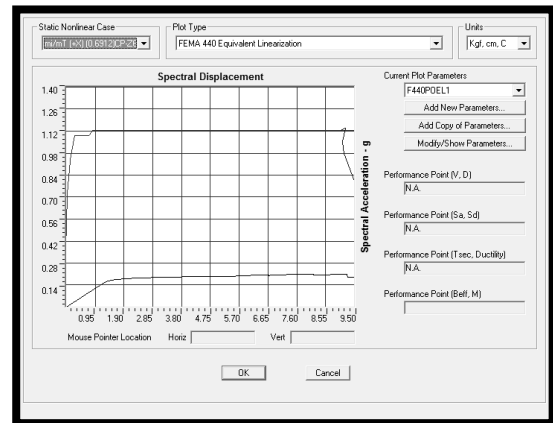 Static Nonlinear Case
Plot Type
Units
FEMA 440 Equivalent Linearization
Kgf, cm, C
Spectral Displacement
Current Plot Parameters
F440POEL1
Add New Parameters...
Add Copy of Parameters...
Modify/Show Parameters...
Performance Point (V, D)
N.A.
Performance Point (Sa, Sd)
N.A.
Performance Point (Tsec, Ductility)
N.A.
Performance Point (Beff, M)
Spectral Acceleration - g
1.40
1.26
1.12
0.98
0.84
0.70
0.56
0.42
0.28
0.14
0.95 1.90 2.85 3.80 4.75 5.70 6.65 7.60 8.55 9.50
Mouse Pointer Location Horiz Vert
OK Cancel